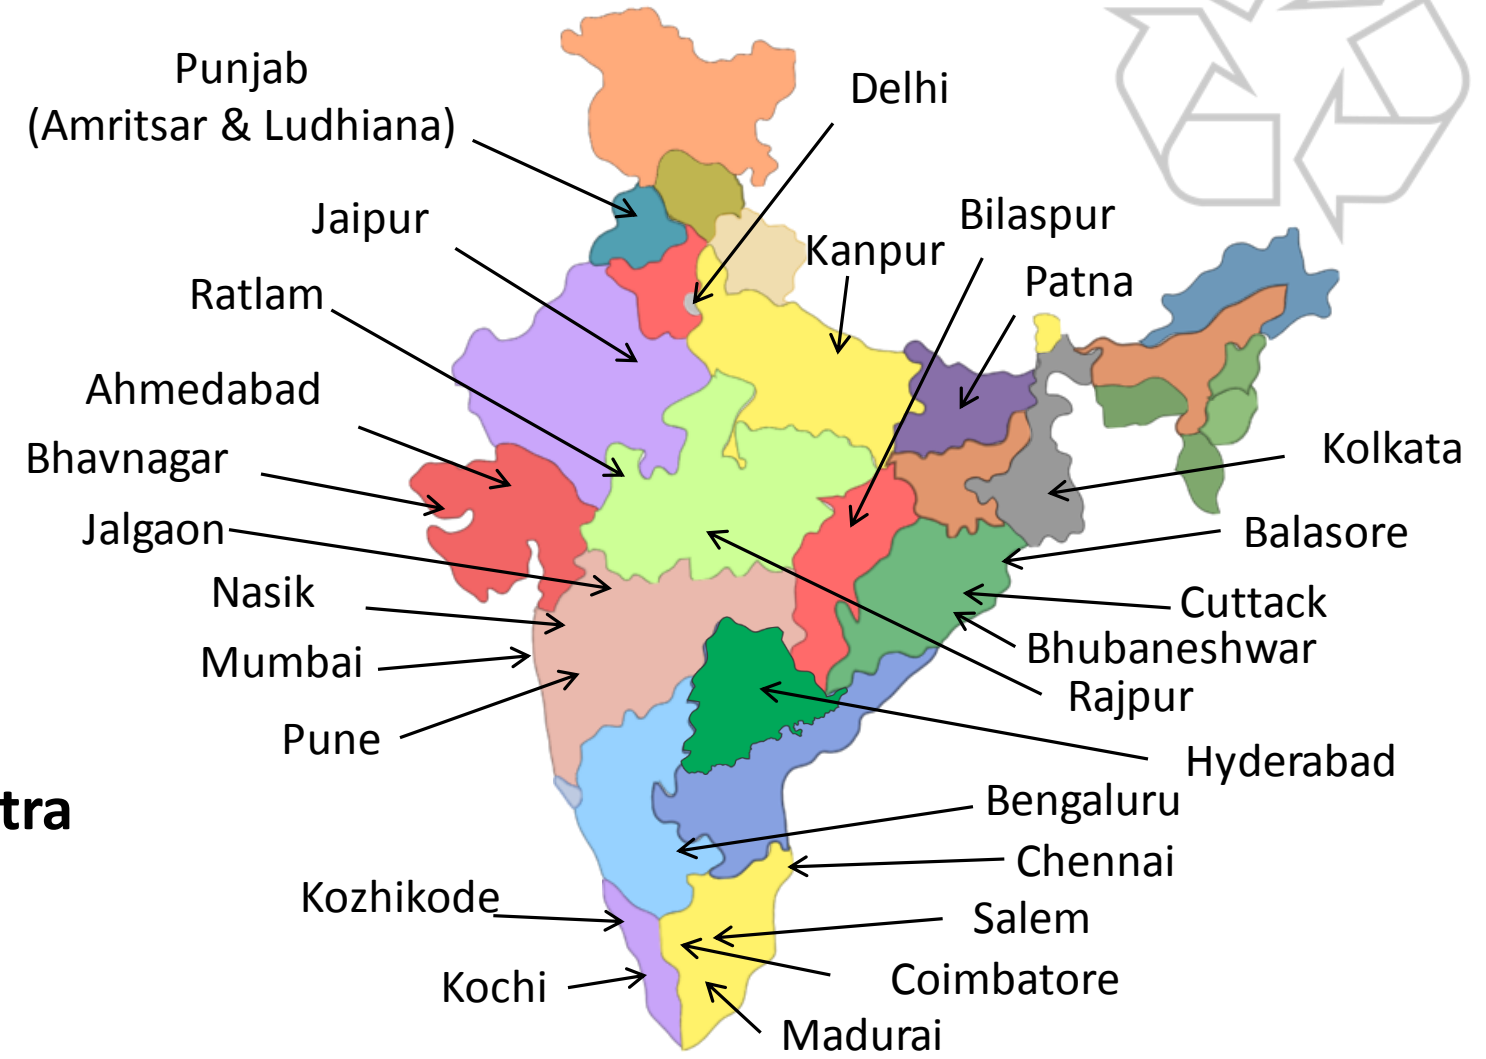 Punjab
(Amritsar & Ludhiana)
Delhi
Jaipur
Bilaspur
Kanpur
Patna
Ratlam
Ahmedabad
Bhavnagar
Kolkata
Jalgaon
Balasore
Nasik
Cuttack
Bhubaneshwar
Mumbai
Rajpur
Pune
Hyderabad
Bengaluru
tra
Chennai
Kozhikode
Salem
Coimbatore
Kochi
Madurai